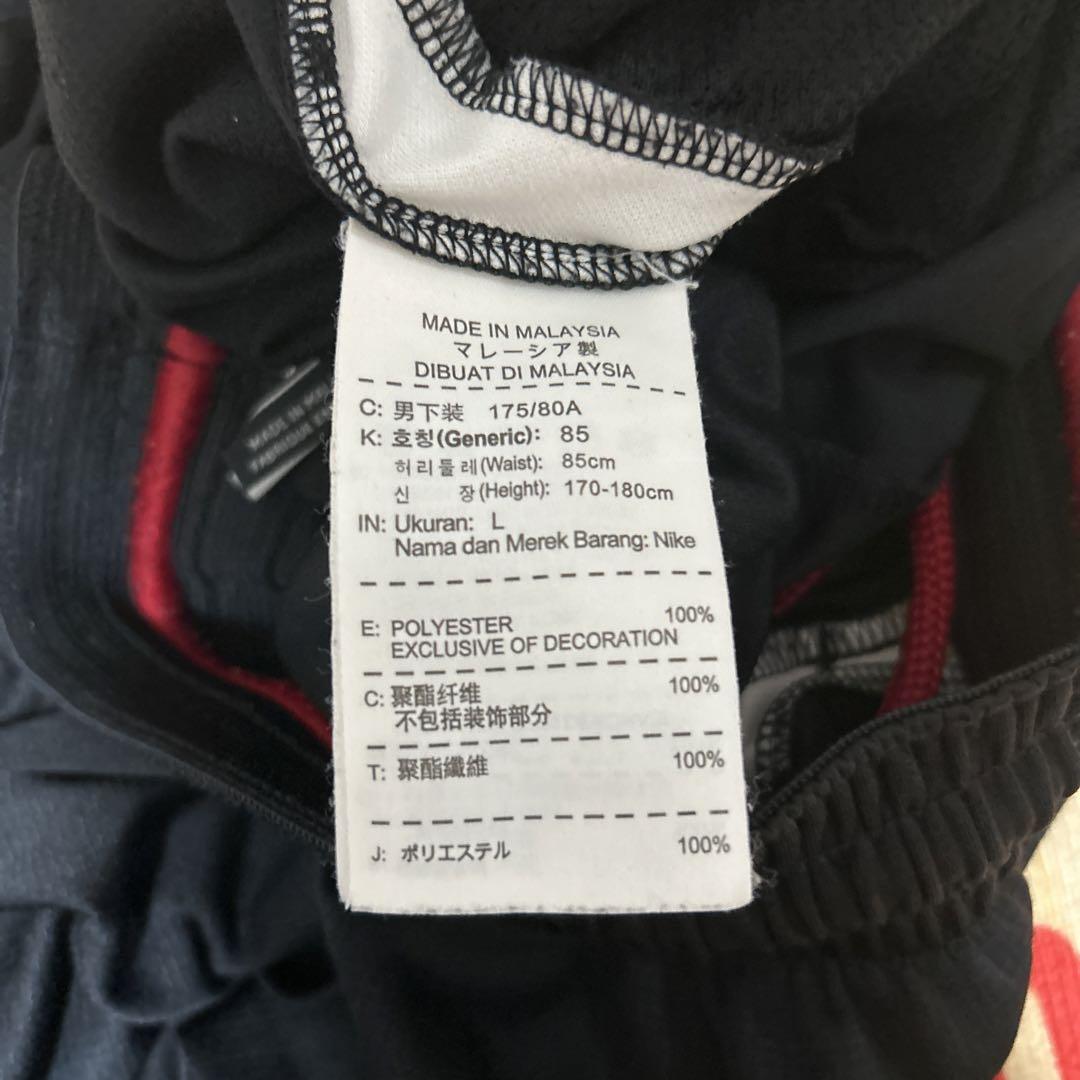 MADE IN MALAYSIA
マレーシア製
DIBUAT DI MALAYSIA
C: 男下装 175/80A
K: 호칭(Generic): 85
허리둘레(Waist): 85cm
신 장(Height): 170-180cm
IN: Ukuran: L
Nama dan Merek Barang: Nike
E: POLYESTER 100%
EXCLUSIVE OF DECORATION
C: 聚酯纤维 100%
不包括装饰部分
T: 聚酯纖維 100%
J: ポリエステル 100%
MADE IN